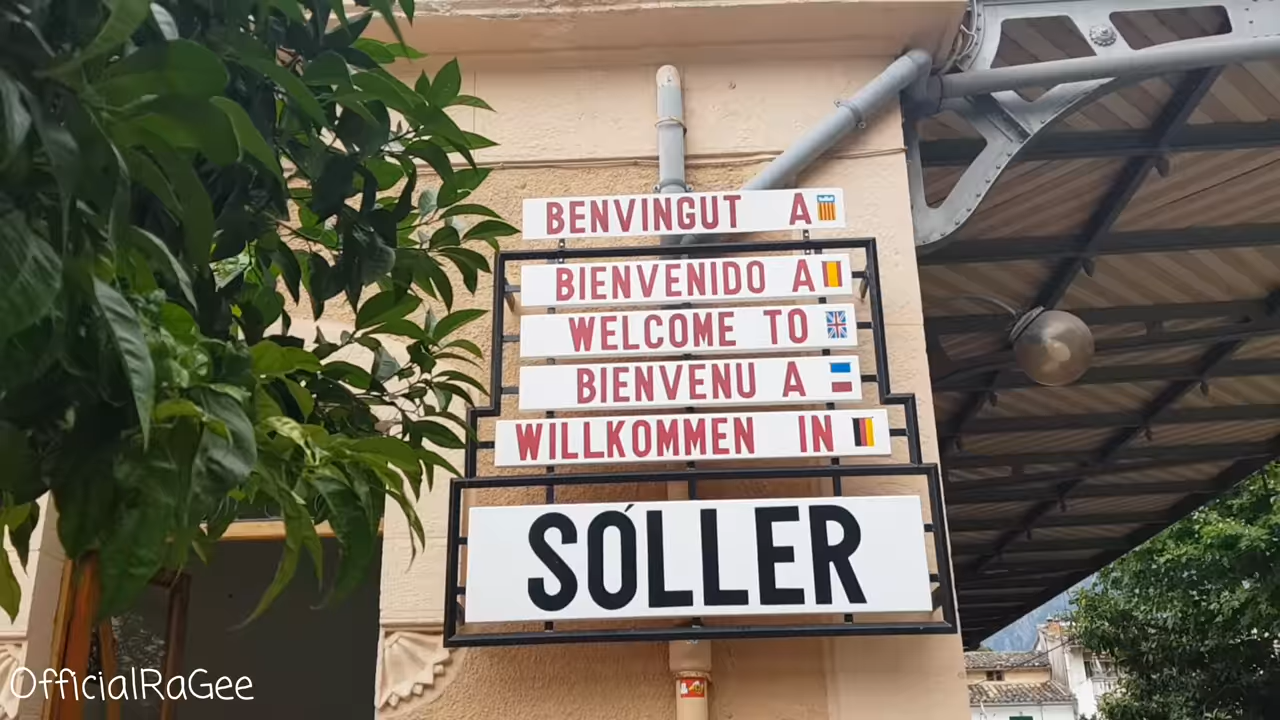 BENVINGUT A
BIENVENIDO A
WELCOME TO
BIENVENU A
WILLKOMMEN IN
SÓLLER
OfficialRaGee